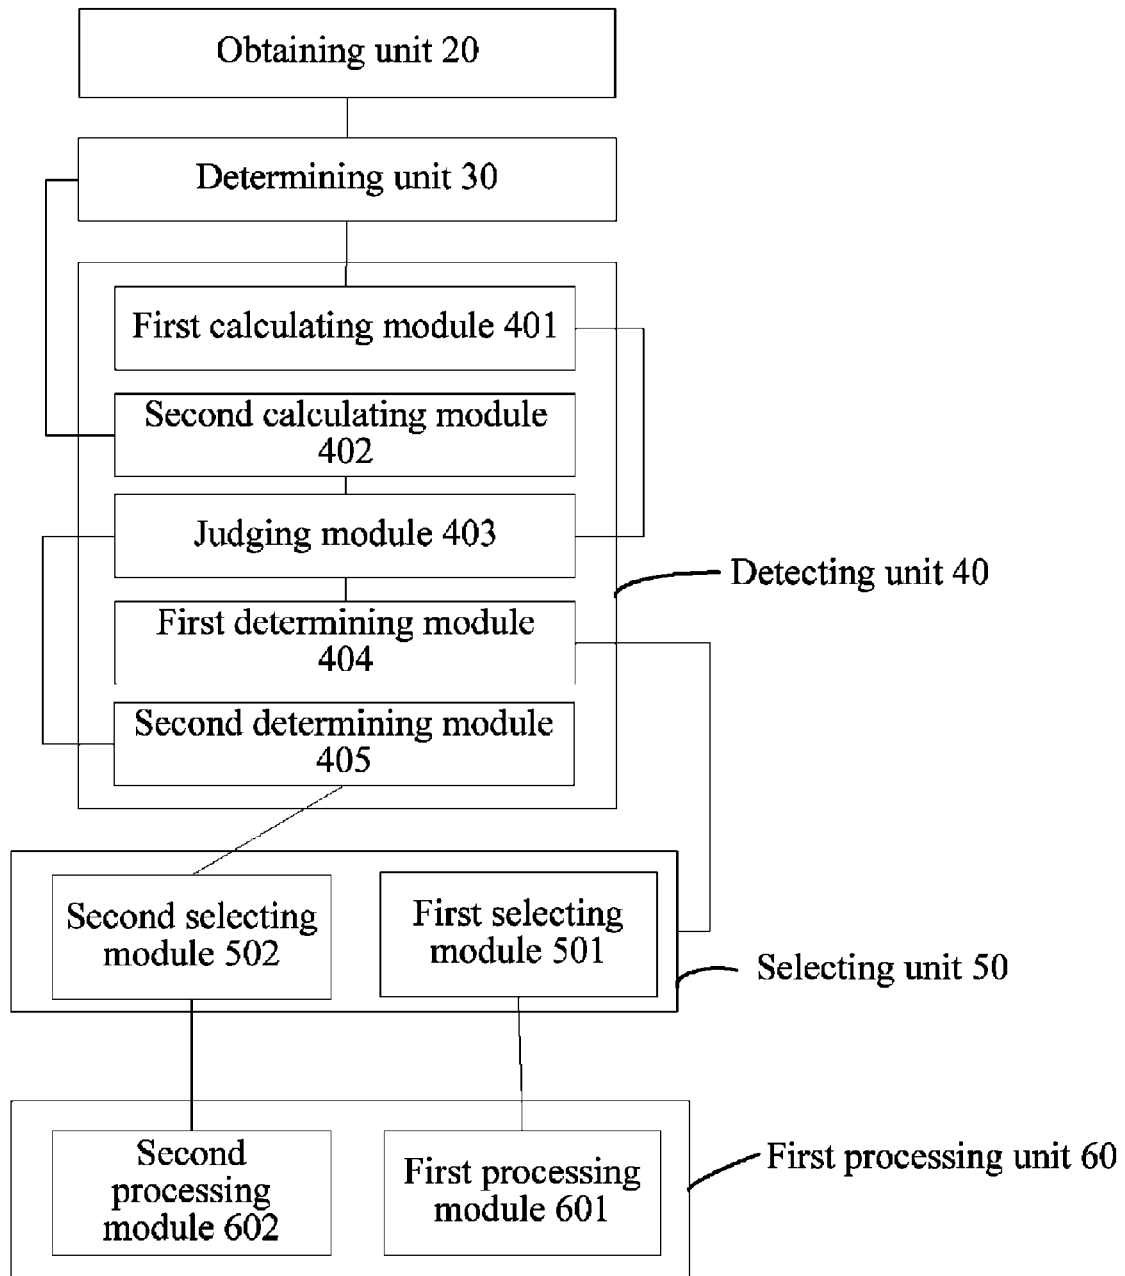 Obtaining unit 20
Determining unit 30
First calculating module 401
Second calculating module
402
Judging module 403
Detecting unit 40
First determining module
404
Second determining module
405
Second selecting
module 502
First selecting
module 501
Selecting unit 50
Second
processing
module 602
First processing
module 601
First processing unit 60